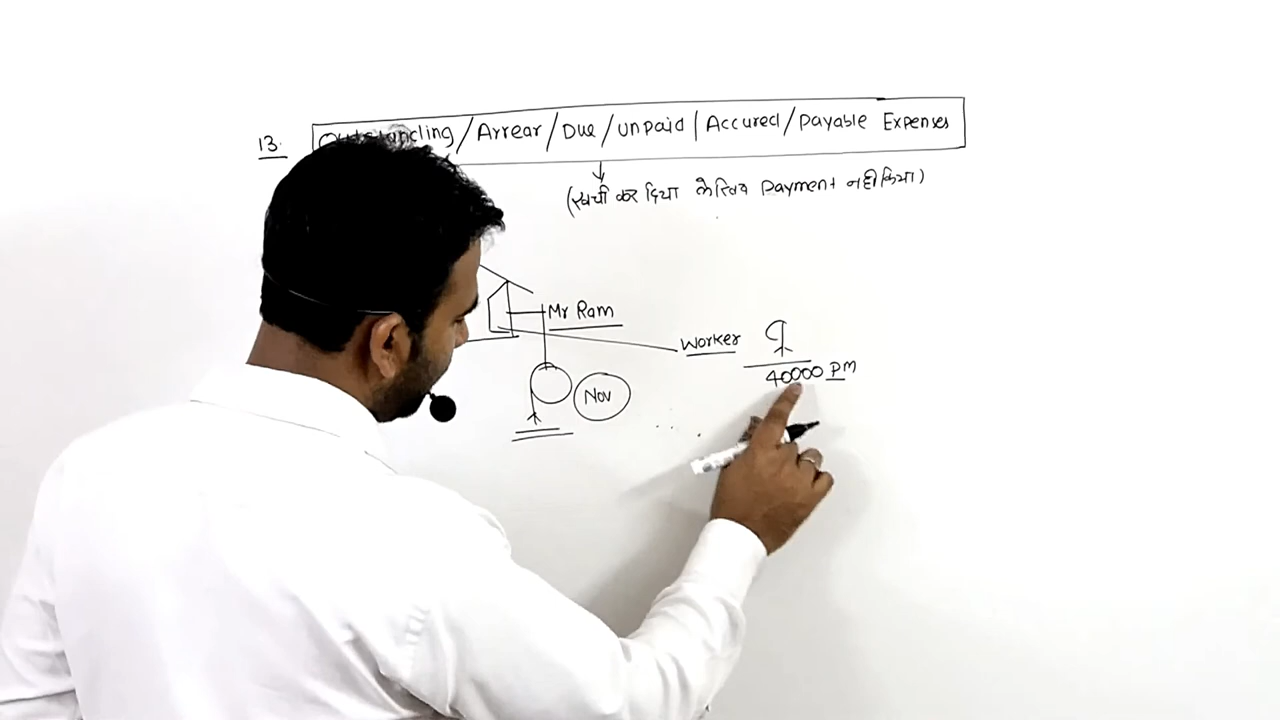 13. Outstanding / Arrear / Due / unpaid / Accured / payable Expenses
(खर्चा कर दिया लेकिन payment नही किया)
Mr Ram
Worker
40000 PM
Nov